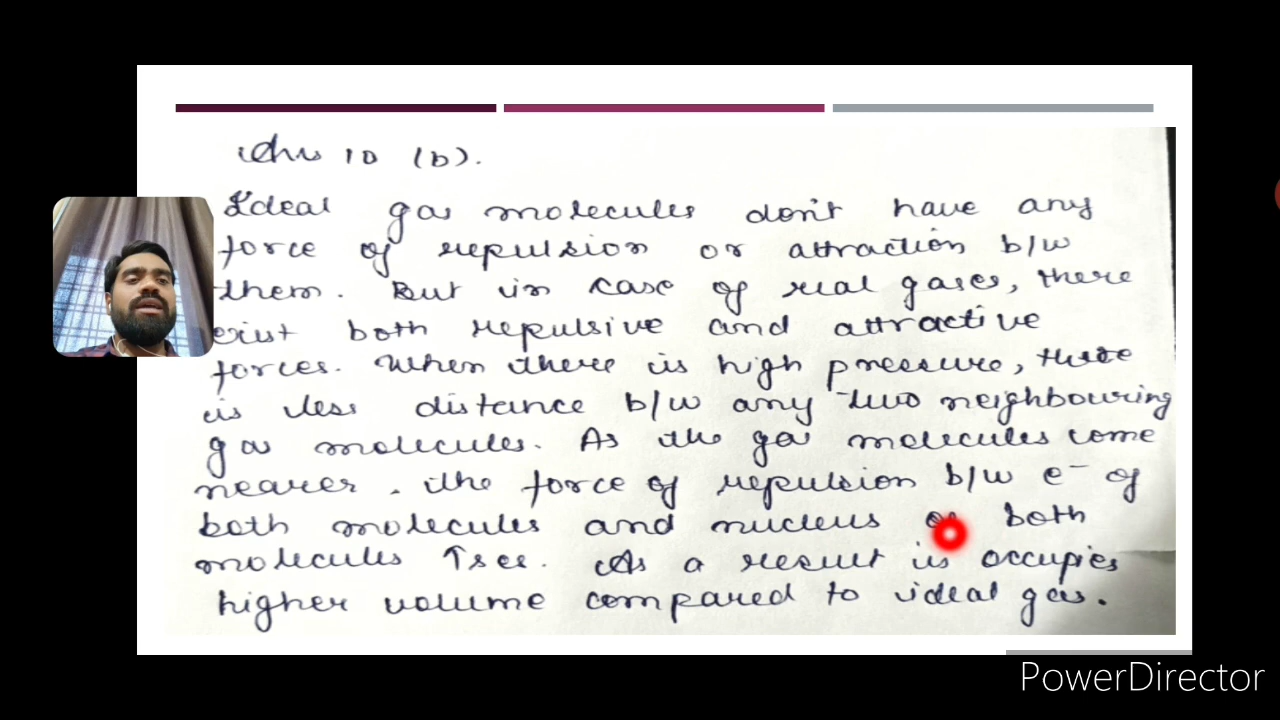 Ans 10 (b).
Ideal gas molecules don't have any
force of repulsion or attraction b/w
them. But in case of real gases, there
exist both repulsive and attractive
forces. When there is high pressure, there
is less distance b/w any two neighbouring
gas molecules. As the gas molecules come
nearer. the force of repulsion b/w e⁻ of
both molecules and nucleus of both
molecules ↑ses. As a result it occupies
higher volume compared to ideal gas.
PowerDirector